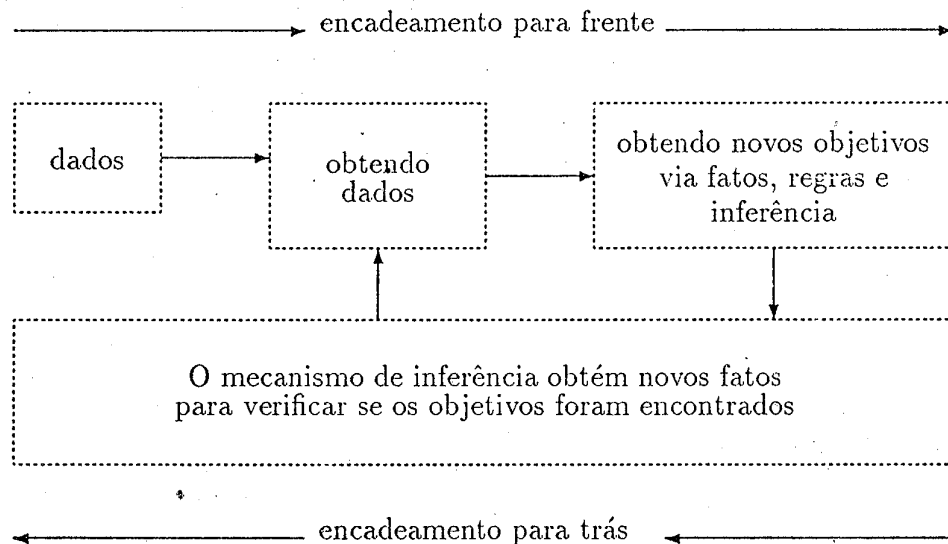 encadeamento para frente
dados
obtendo
dados
obtendo novos objetivos
via fatos, regras e
inferência
O mecanismo de inferência obtém novos fatos
para verificar se os objetivos foram encontrados
encadeamento para trás